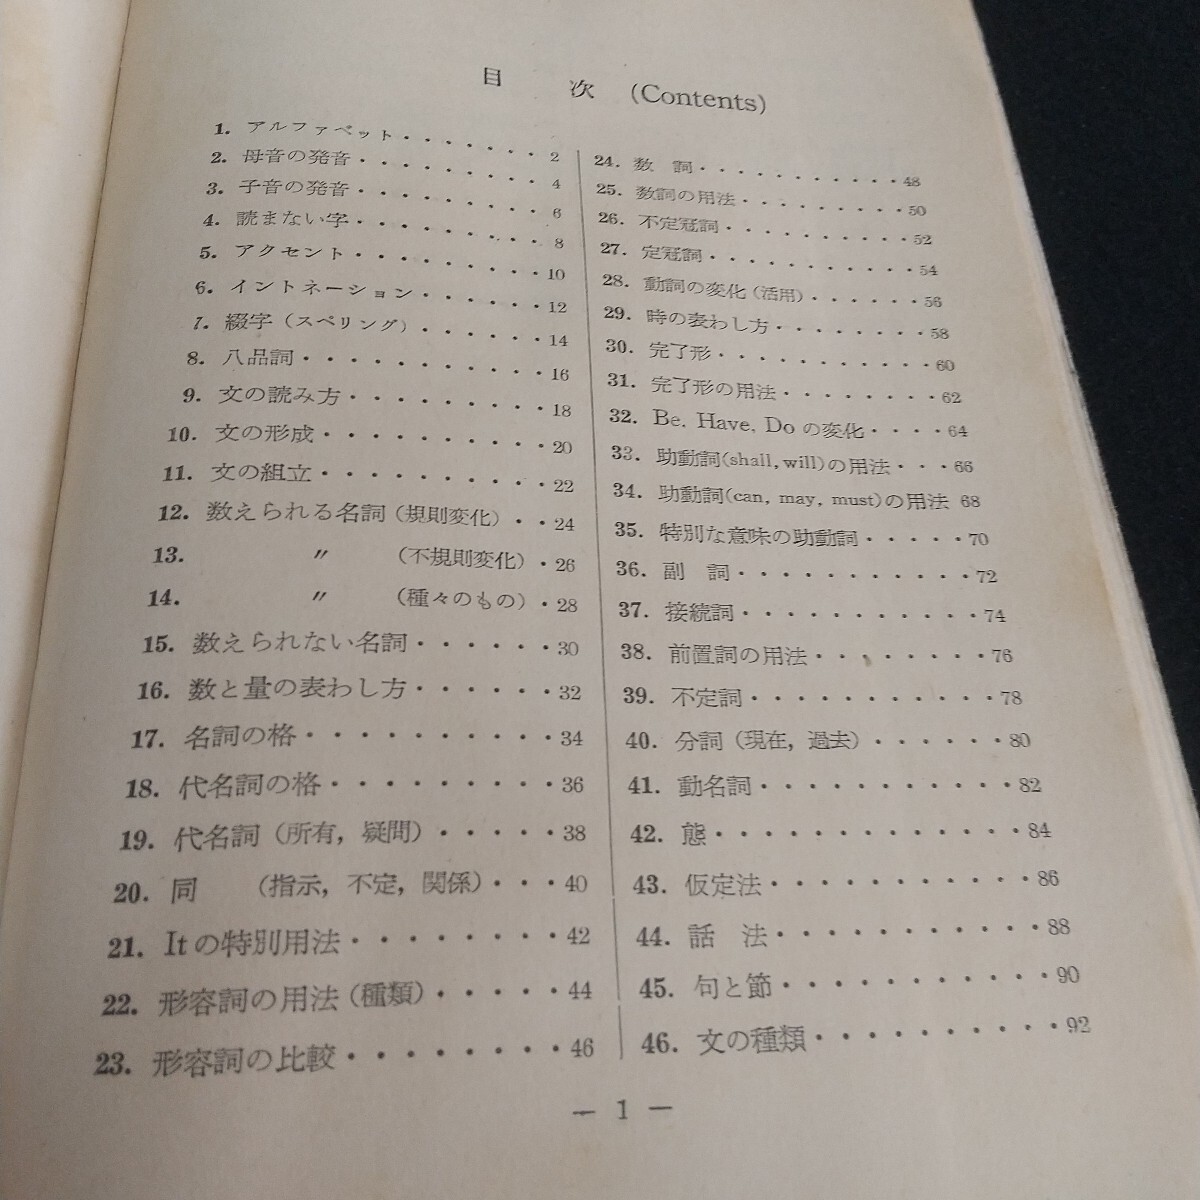 目次 (Contents)
1. アルファベット・・・・・・・2
2. 母音の発音・・・・・・・・・4
3. 子音の発音・・・・・・・・・6
4. 読まない字・・・・・・・・・8
5. アクセント・・・・・・・・・10
6. イントネーション・・・・・・12
7. 綴字(スペリング)・・・・・・14
8. 八品詞・・・・・・・・・・・16
9. 文の読み方・・・・・・・・・18
10. 文の形成・・・・・・・・・・20
11. 文の組立・・・・・・・・・・22
12. 数えられる名詞(規則変化)・・24
13. 〃 (不規則変化)・26
14. 〃 (種々のもの)・28
15. 数えられない名詞・・・・・・30
16. 数と量の表わし方・・・・・・32
17. 名詞の格・・・・・・・・・・34
18. 代名詞の格・・・・・・・・・36
19. 代名詞(所有, 疑問)・・・・・38
20. 同 (指示, 不定, 関係)・・・40
21. Itの特別用法・・・・・・・・42
22. 形容詞の用法(種類)・・・・・44
23. 形容詞の比較・・・・・・・・46
24. 数詞・・・・・・・・・・・48
25. 数詞の用法・・・・・・・・・50
26. 不定冠詞・・・・・・・・・・52
27. 定冠詞・・・・・・・・・・・54
28. 動詞の変化(活用)・・・・・・56
29. 時の表わし方・・・・・・・・58
30. 完了形・・・・・・・・・・・60
31. 完了形の用法・・・・・・・・62
32. Be, Have, Doの変化・・・・64
33. 助動詞(shall, will)の用法・・・66
34. 助動詞(can, may, must)の用法 68
35. 特別な意味の助動詞・・・・・70
36. 副詞・・・・・・・・・・・72
37. 接続詞・・・・・・・・・・・74
38. 前置詞の用法・・・・・・・・76
39. 不定詞・・・・・・・・・・・78
40. 分詞(現在, 過去)・・・・・・80
41. 動名詞・・・・・・・・・・・82
42. 態・・・・・・・・・・・・・84
43. 仮定法・・・・・・・・・・・86
44. 話法・・・・・・・・・・・88
45. 句と節・・・・・・・・・・・90
46. 文の種類・・・・・・・・・・92
— 1 —